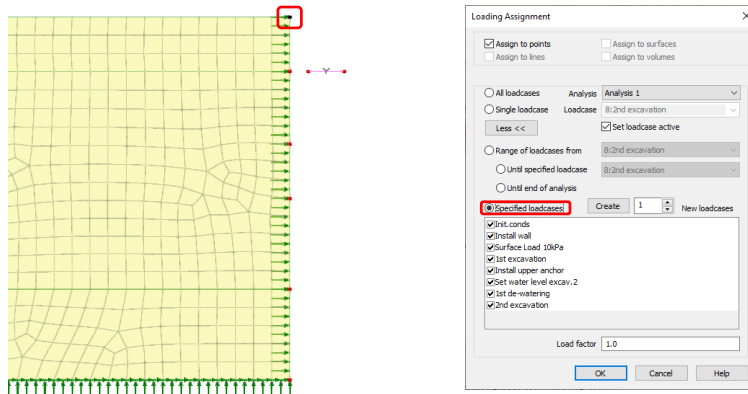 Loading Assignment
Assign to points Assign to surfaces
Assign to lines Assign to volumes
All loadcases Analysis Analysis 1
Single loadcase Loadcase 8:2nd excavation
Less << Set loadcase active
Range of loadcases from 8:2nd excavation
Until specified loadcase 8:2nd excavation
Until end of analysis
Specified loadcases Create 1 New loadcases
Init.conds
Install wall
Surface Load 10kPa
1st excavation
Install upper anchor
Set water level excav.2
1st de-watering
2nd excavation
Load factor 1.0
OK Cancel Help
Y